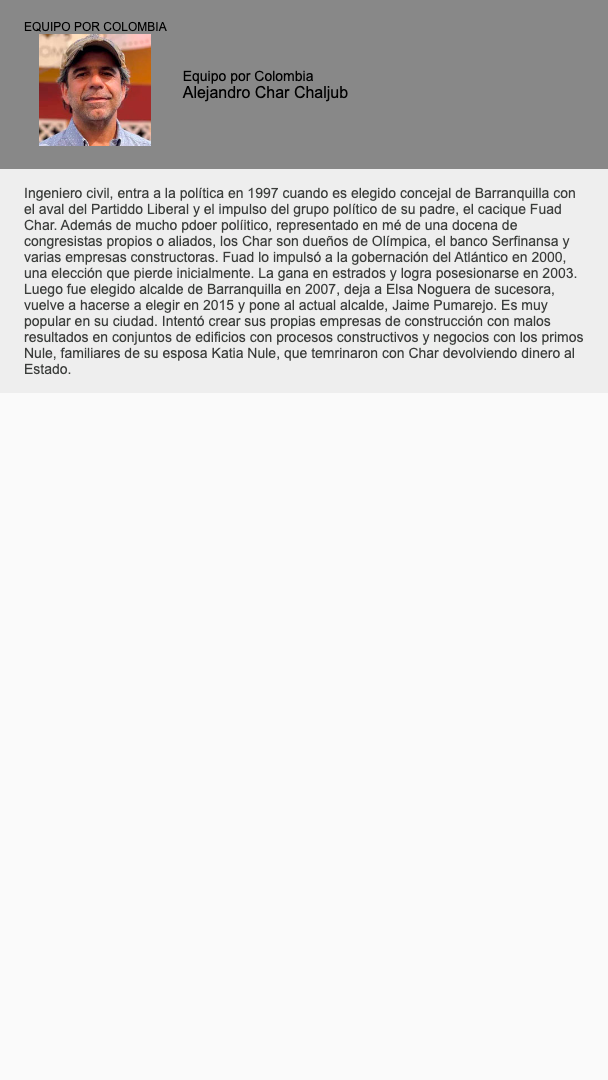 EQUIPO POR COLOMBIA
Equipo por Colombia
Alejandro Char Chaljub
Ingeniero civil, entra a la política en 1997 cuando es elegido concejal de Barranquilla con
el aval del Partiddo Liberal y el impulso del grupo político de su padre, el cacique Fuad
Char. Además de mucho pdoer políitico, representado en mé de una docena de
congresistas propios o aliados, los Char son dueños de Olímpica, el banco Serfinansa y
varias empresas constructoras. Fuad lo impulsó a la gobernación del Atlántico en 2000,
una elección que pierde inicialmente. La gana en estrados y logra posesionarse en 2003.
Luego fue elegido alcalde de Barranquilla en 2007, deja a Elsa Noguera de sucesora,
vuelve a hacerse a elegir en 2015 y pone al actual alcalde, Jaime Pumarejo. Es muy
popular en su ciudad. Intentó crear sus propias empresas de construcción con malos
resultados en conjuntos de edificios con procesos constructivos y negocios con los primos
Nule, familiares de su esposa Katia Nule, que temrinaron con Char devolviendo dinero al
Estado.